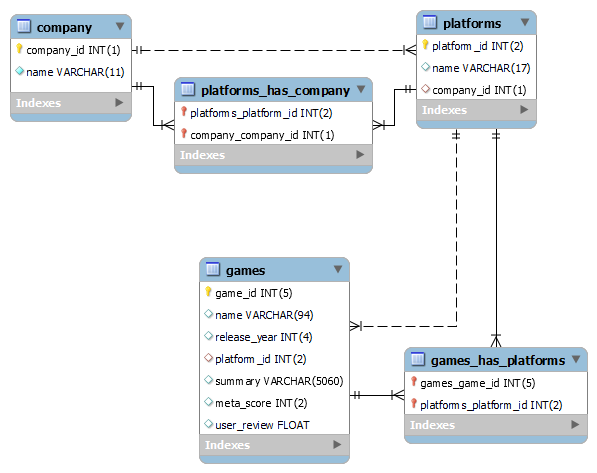 company
company_id INT(1)
name VARCHAR(11)
Indexes
platforms
platform_id INT(2)
name VARCHAR(17)
company_id INT(1)
Indexes
platforms_has_company
platforms_platform_id INT(2)
company_company_id INT(1)
Indexes
games
game_id INT(5)
name VARCHAR(94)
release_year INT(4)
platform_id INT(2)
summary VARCHAR(5060)
meta_score INT(2)
user_review FLOAT
Indexes
games_has_platforms
games_game_id INT(5)
platforms_platform_id INT(2)
Indexes